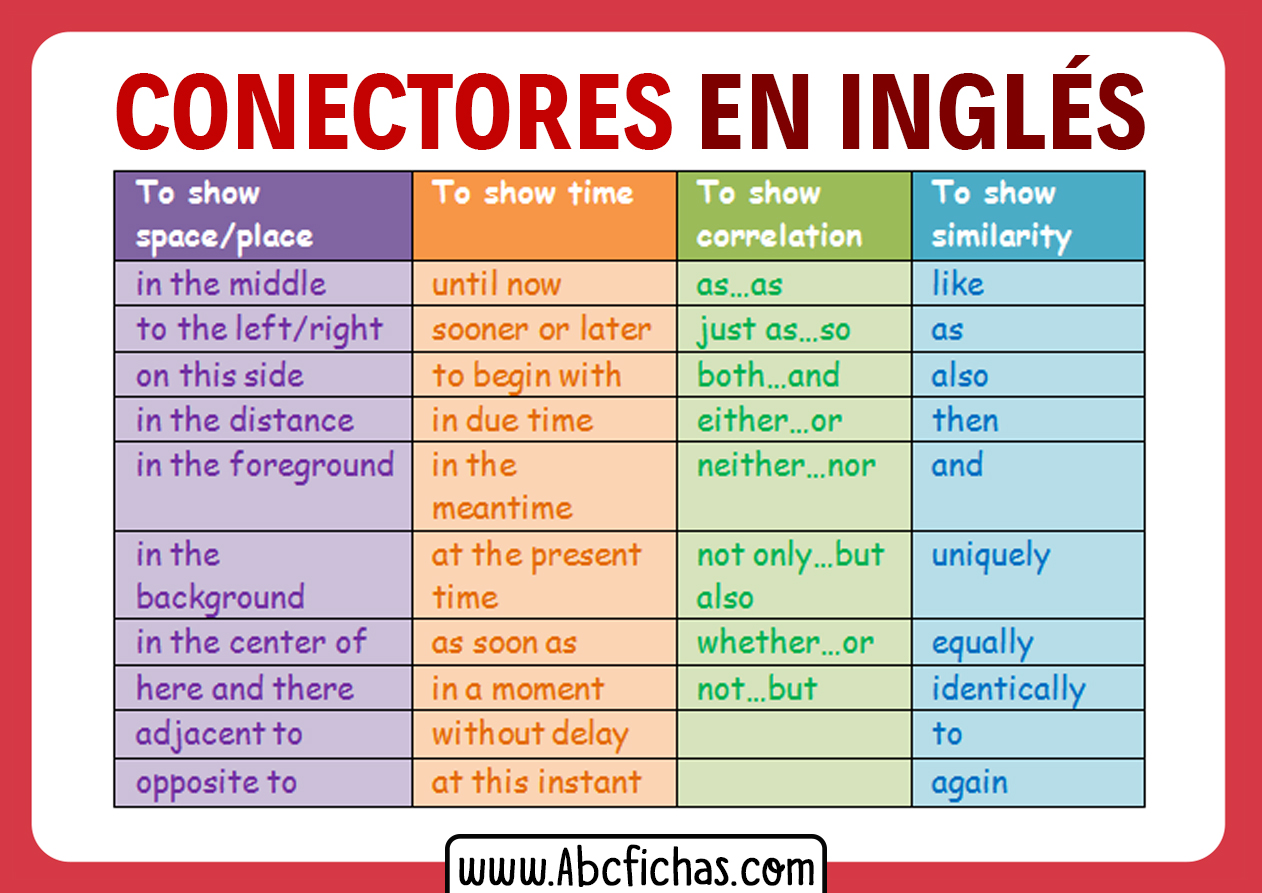 CONECTORES EN INGLÉS
To show space/place
To show time
To show correlation
To show similarity
in the middle
until now
as...as
like
to the left/right
sooner or later
just as...so
as
on this side
to begin with
both...and
also
in the distance
in due time
either...or
then
in the foreground
in the meantime
neither...nor
and
in the background
at the present time
not only...but also
uniquely
in the center of
as soon as
whether...or
equally
here and there
in a moment
not...but
identically
adjacent to
without delay
to
opposite to
at this instant
again
www.Abcfichas.com